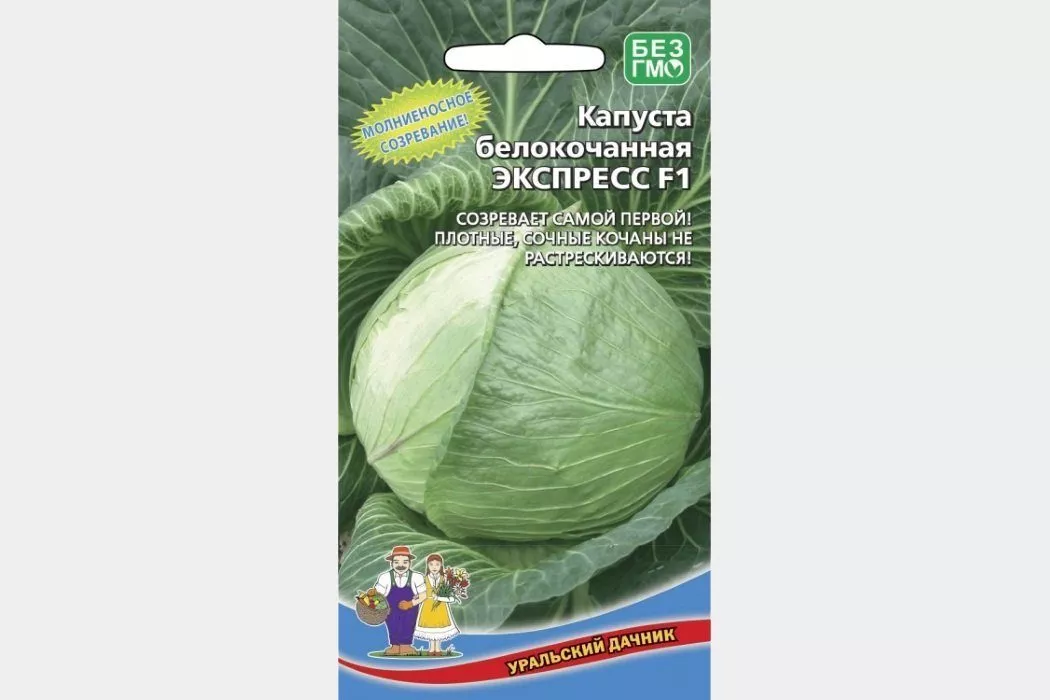 БЕЗ
ГМО
МОЛНИЕНОСНОЕ
СОЗРЕВАНИЕ!
Капуста
белокочанная
ЭКСПРЕСС F1
СОЗРЕВАЕТ САМОЙ ПЕРВОЙ!
ПЛОТНЫЕ, СОЧНЫЕ КОЧАНЫ НЕ
РАСТРЕСКИВАЮТСЯ!
УРАЛЬСКИЙ ДАЧНИК